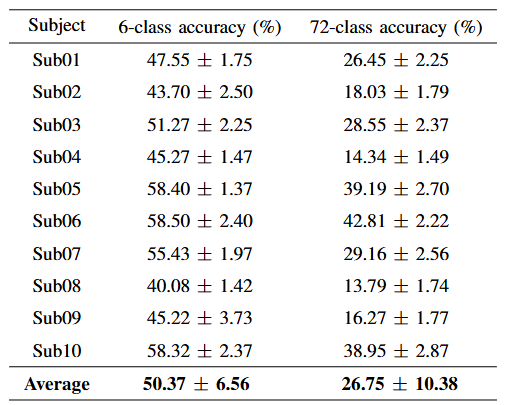 Subject 6-class accuracy (%) 72-class accuracy (%)
Sub01 47.55 ± 1.75 26.45 ± 2.25
Sub02 43.70 ± 2.50 18.03 ± 1.79
Sub03 51.27 ± 2.25 28.55 ± 2.37
Sub04 45.27 ± 1.47 14.34 ± 1.49
Sub05 58.40 ± 1.37 39.19 ± 2.70
Sub06 58.50 ± 2.40 42.81 ± 2.22
Sub07 55.43 ± 1.97 29.16 ± 2.56
Sub08 40.08 ± 1.42 13.79 ± 1.74
Sub09 45.22 ± 3.73 16.27 ± 1.77
Sub10 58.32 ± 2.37 38.95 ± 2.87
Average 50.37 ± 6.56 26.75 ± 10.38